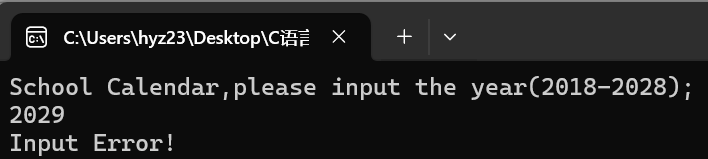 C:\Users\hyz23\Desktop\C语言
School Calendar,please input the year(2018-2028);
2029
Input Error!